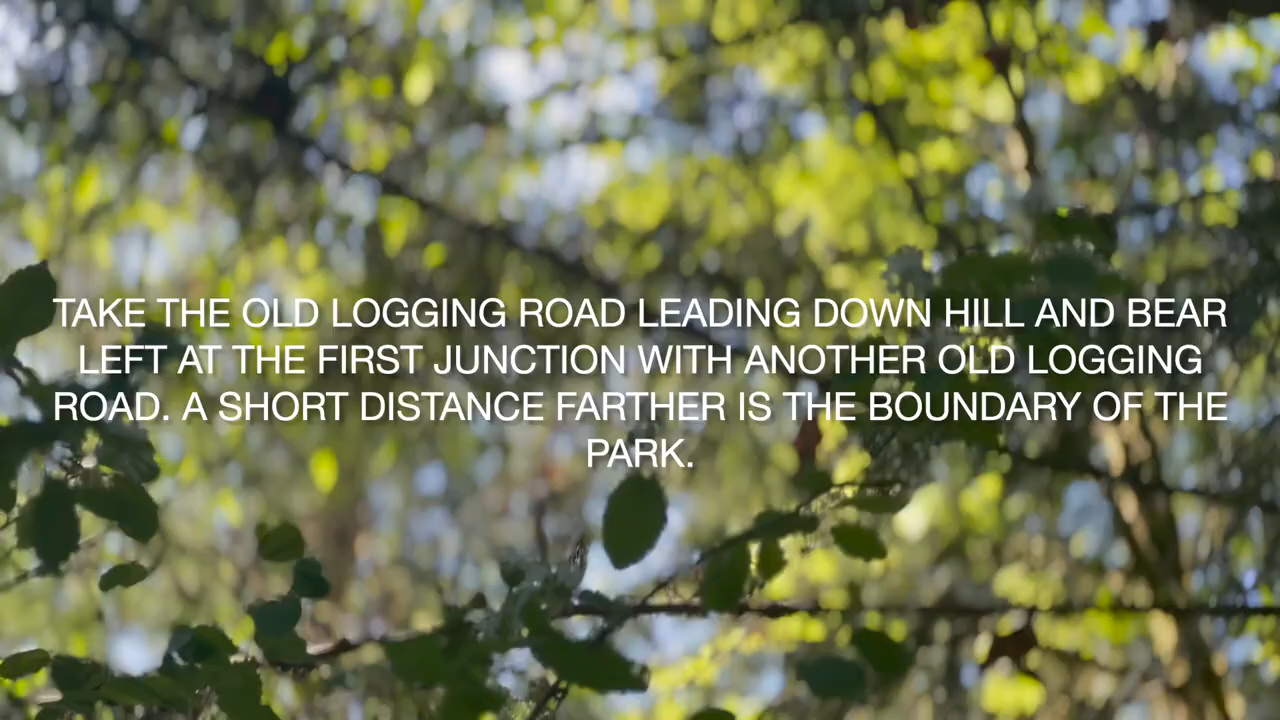 TAKE THE OLD LOGGING ROAD LEADING DOWN HILL AND BEAR
LEFT AT THE FIRST JUNCTION WITH ANOTHER OLD LOGGING
ROAD. A SHORT DISTANCE FARTHER IS THE BOUNDARY OF THE
PARK.